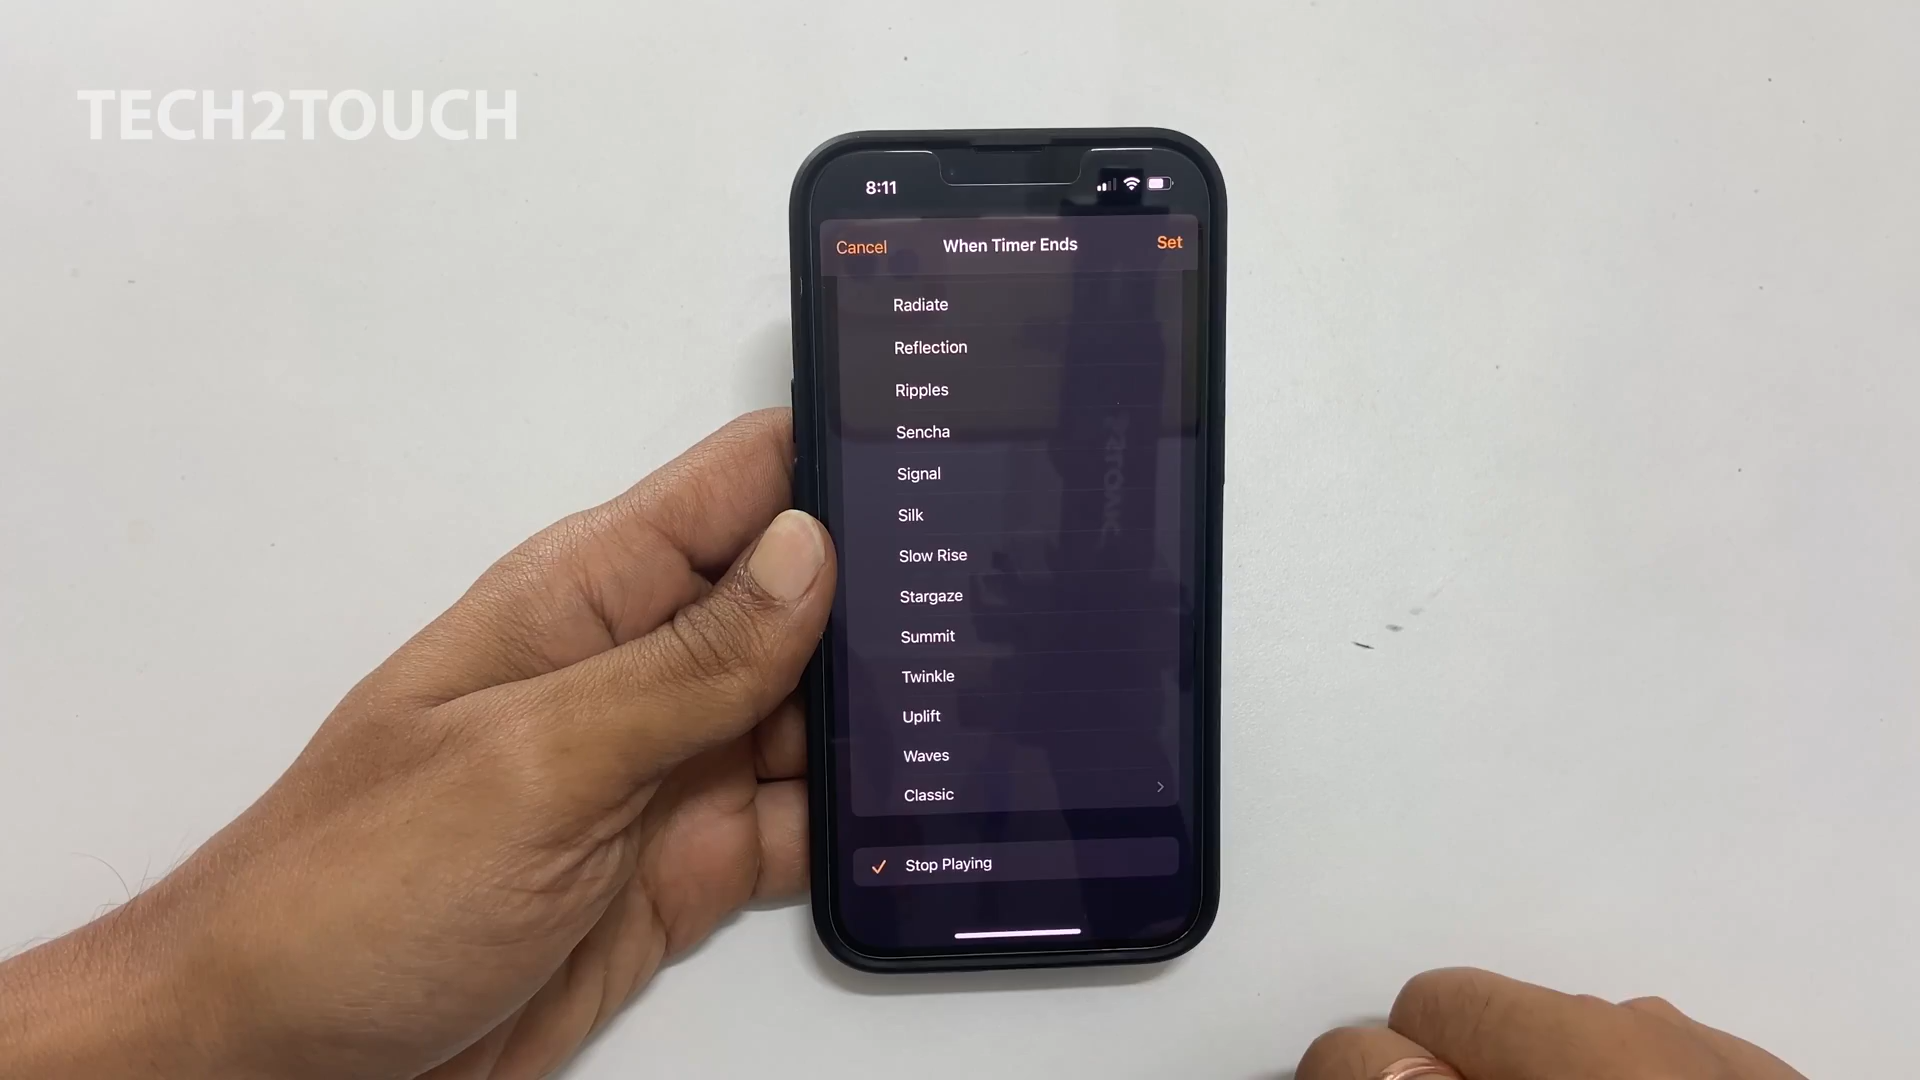 TECH2TOUCH
8:11
Cancel When Timer Ends Set
Radiate
Reflection
Ripples
Sencha
Signal
Silk
Slow Rise
Stargaze
Summit
Twinkle
Uplift
Waves
Classic
Stop Playing